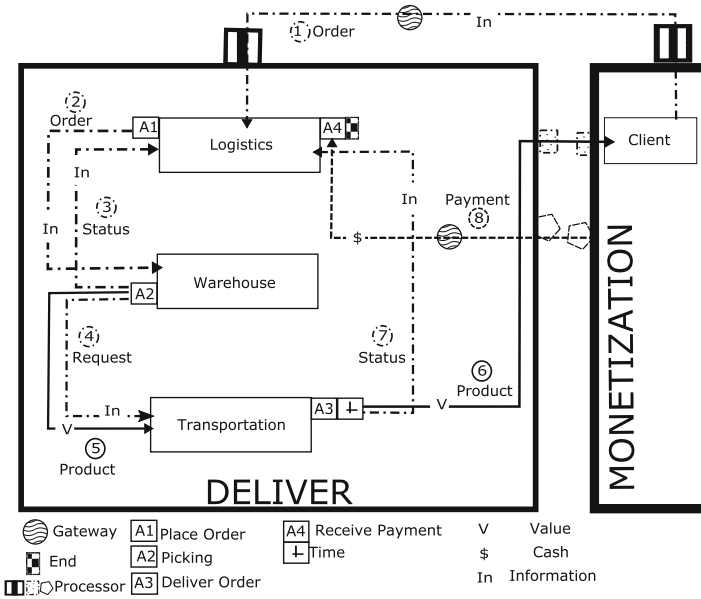 1 Order
In
2
Order
A1
Logistics
A4
Client
In
3
Status
In
In
Payment
8
$
Warehouse
A2
4
Request
7
Status
6
Product
In
V
Transportation
A3
V
5
Product
DELIVER
MONETIZATION
Gateway
A1 Place Order
A4 Receive Payment
V Value
End
A2 Picking
Time
$ Cash
Processor
A3 Deliver Order
In Information